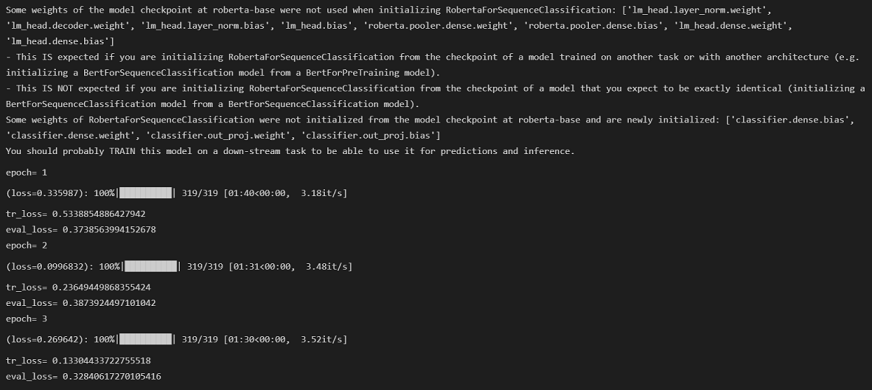 Some weights of the model checkpoint at roberta-base were not used when initializing RobertaForSequenceClassification: ['lm_head.layer_norm.weight',
'lm_head.decoder.weight', 'lm_head.layer_norm.bias', 'lm_head.bias', 'roberta.pooler.dense.weight', 'roberta.pooler.dense.bias', 'lm_head.dense.weight',
'lm_head.dense.bias']
- This IS expected if you are initializing RobertaForSequenceClassification from the checkpoint of a model trained on another task or with another architecture (e.g.
initializing a BertForSequenceClassification model from a BertForPreTraining model).
- This IS NOT expected if you are initializing RobertaForSequenceClassification from the checkpoint of a model that you expect to be exactly identical (initializing a
BertForSequenceClassification model from a BertForSequenceClassification model).
Some weights of RobertaForSequenceClassification were not initialized from the model checkpoint at roberta-base and are newly initialized: ['classifier.dense.bias',
'classifier.dense.weight', 'classifier.out_proj.weight', 'classifier.out_proj.bias']
You should probably TRAIN this model on a down-stream task to be able to use it for predictions and inference.
epoch= 1
(loss=0.335987): 100%|██████████| 319/319 [01:40<00:00, 3.18it/s]
tr_loss= 0.5338854886427942
eval_loss= 0.3738563994152678
epoch= 2
(loss=0.0996832): 100%|██████████| 319/319 [01:31<00:00, 3.48it/s]
tr_loss= 0.23649449868355424
eval_loss= 0.3873924497101042
epoch= 3
(loss=0.269642): 100%|██████████| 319/319 [01:30<00:00, 3.52it/s]
tr_loss= 0.13304433722755518
eval_loss= 0.32840617270105416